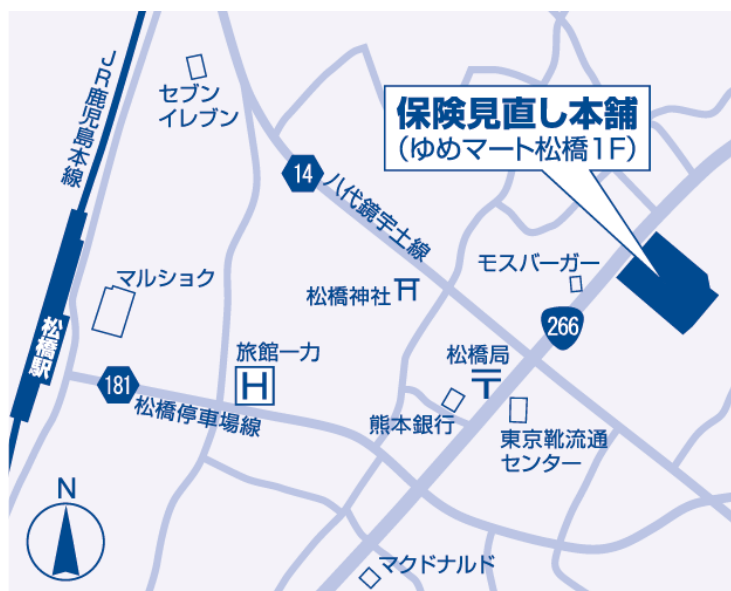 JR鹿児島本線
セブン
イレブン
保険見直し本舗
(ゆめマート松橋1F)
14
八代鏡宇土線
マルショク
松橋神社
モスバーガー
266
松橋駅
旅館一力
H
松橋局
181
松橋停車場線
熊本銀行
東京靴流通
センター
N
マクドナルド